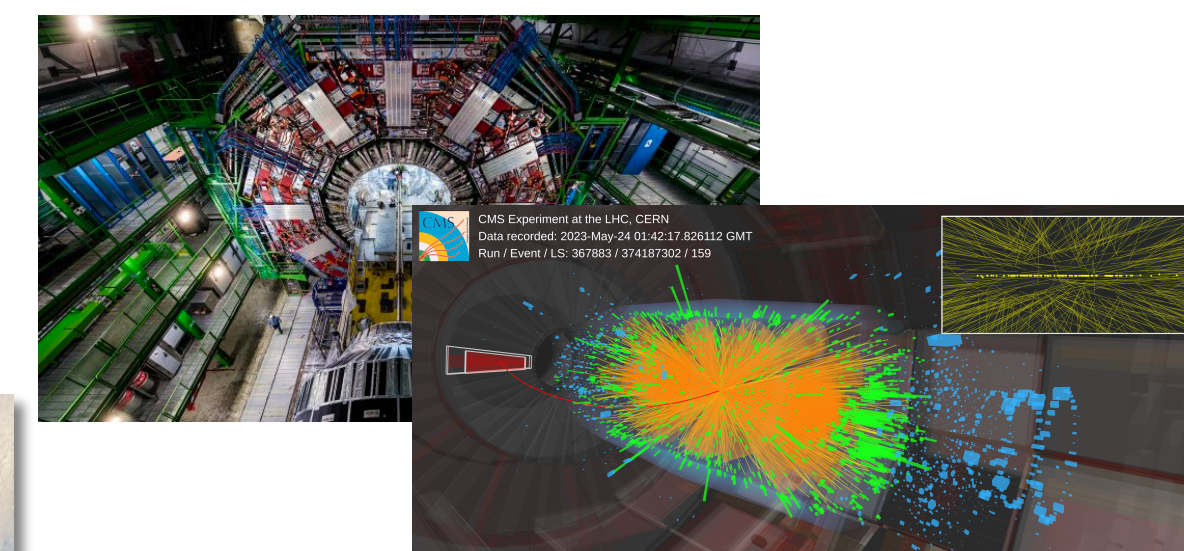 CMS
CMS Experiment at the LHC, CERN
Data recorded: 2023-May-24 01:42:17.826112 GMT
Run / Event / LS: 367883 / 374187302 / 159